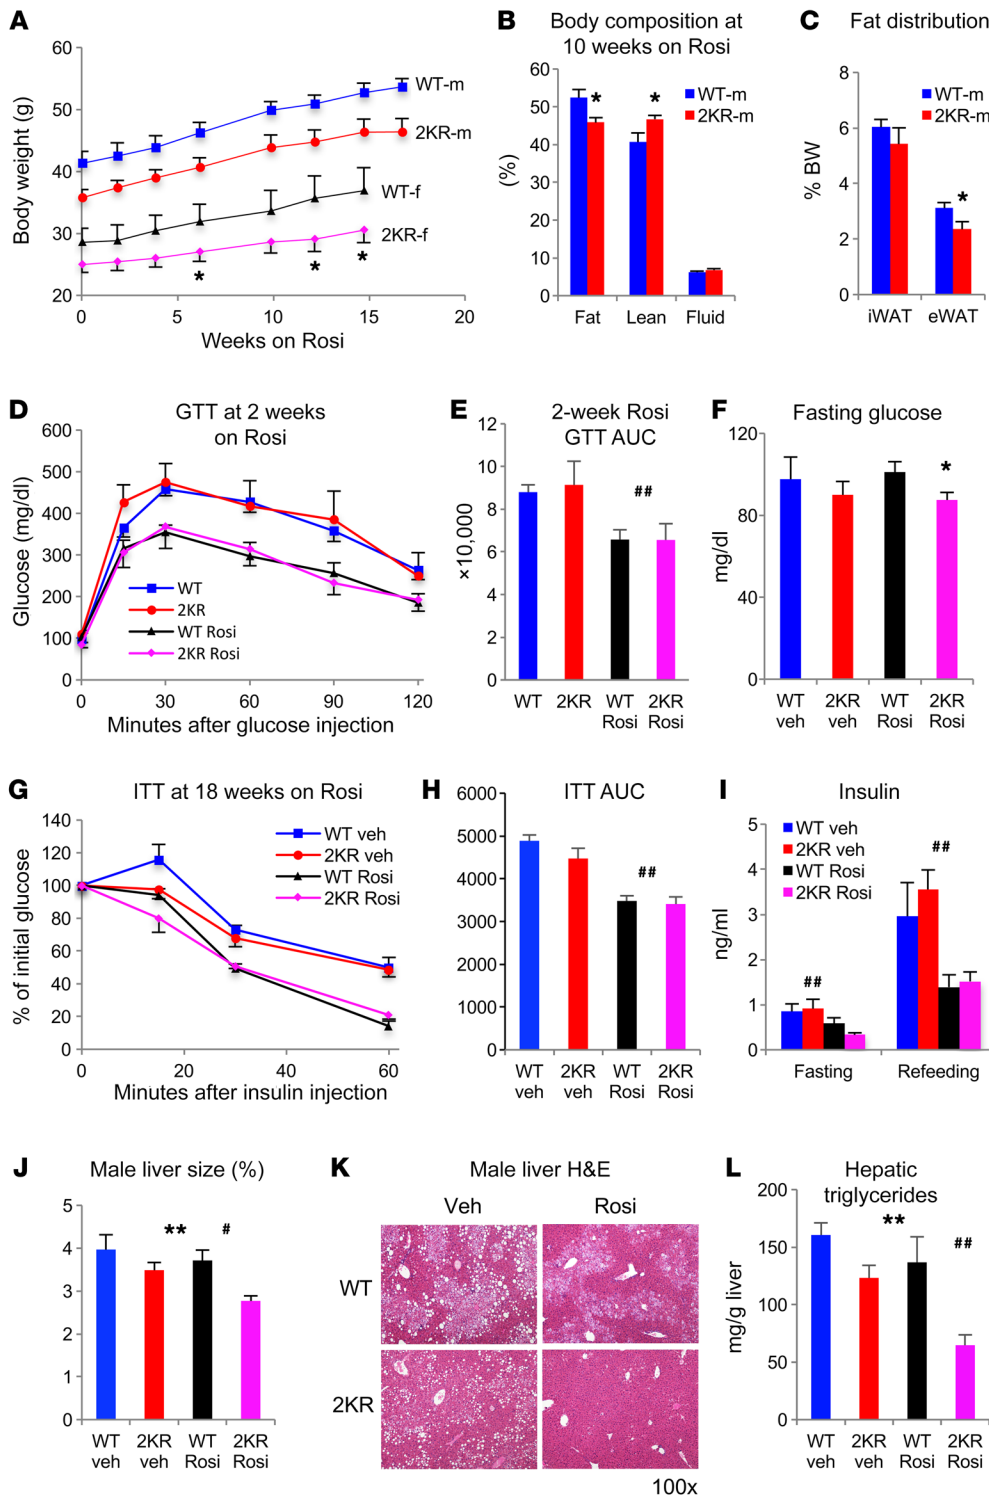 A
60
50
40
30
20
Body weight (g)
WT-m
2KR-m
WT-f
2KR-f
*
*
*
0
5
10
15
20
Weeks on Rosi
B
Body composition at
10 weeks on Rosi
60
50
40
30
20
10
0
(%)
*
*
WT-m
2KR-m
Fat
Lean
Fluid
C
Fat distribution
8
6
4
2
0
% BW
WT-m
2KR-m
*
iWAT
eWAT
D
GTT at 2 weeks
on Rosi
600
500
400
300
200
100
0
Glucose (mg/dl)
WT
2KR
WT Rosi
2KR Rosi
0
30
60
90
120
Minutes after glucose injection
E
2-week Rosi
GTT AUC
12
10
8
6
4
2
0
×10,000
##
WT
2KR
WT
Rosi
2KR
Rosi
F
Fasting glucose
120
80
40
0
mg/dl
*
WT
veh
2KR
veh
WT
Rosi
2KR
Rosi
G
ITT at 18 weeks on Rosi
140
120
100
80
60
40
20
0
% of initial glucose
WT veh
2KR veh
WT Rosi
2KR Rosi
0
20
40
60
Minutes after insulin injection
H
ITT AUC
6000
5000
4000
3000
2000
1000
0
##
WT
veh
2KR
veh
WT
Rosi
2KR
Rosi
I
Insulin
5
4
3
2
1
0
ng/ml
WT veh
2KR veh
WT Rosi
2KR Rosi
##
##
Fasting
Refeeding
J
Male liver size (%)
5
4
3
2
1
0
**
#
WT
veh
2KR
veh
WT
Rosi
2KR
Rosi
K
Male liver H&E
Veh
Rosi
WT
2KR
100x
L
Hepatic
triglycerides
200
150
100
50
0
mg/g liver
**
##
WT
veh
2KR
veh
WT
Rosi
2KR
Rosi